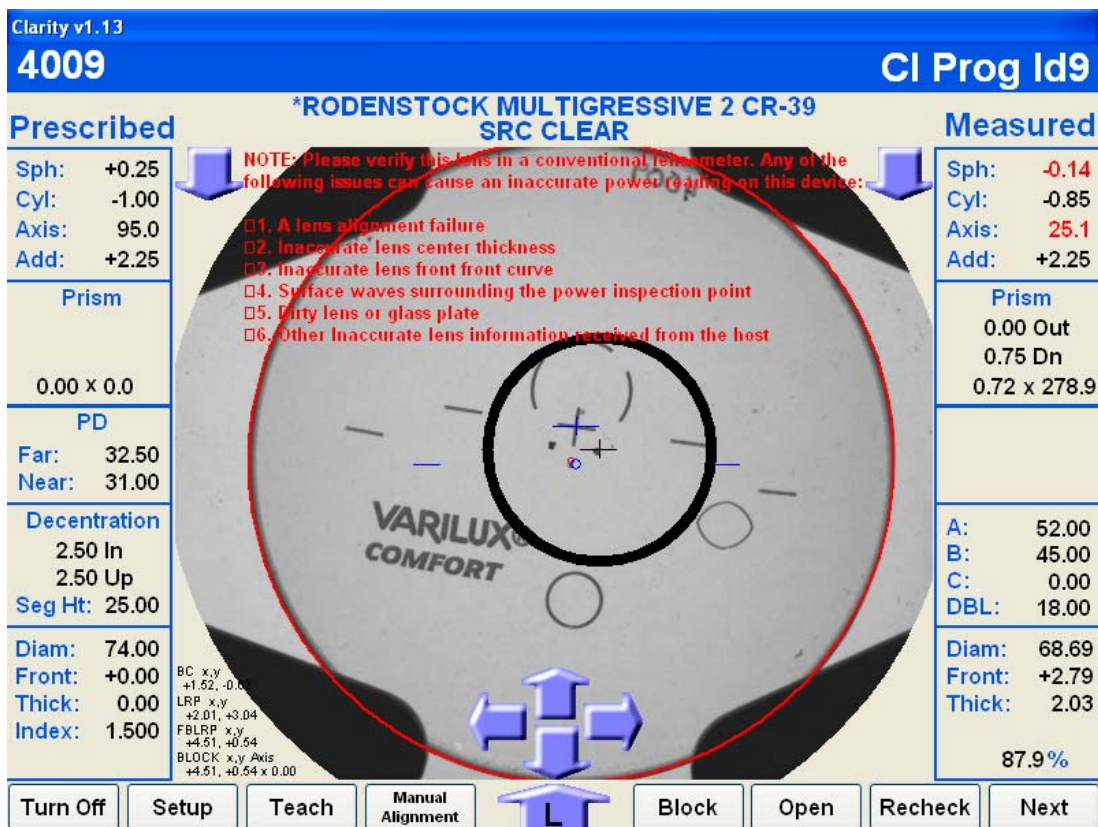 Clarity v1.13
4009
Cl Prog Id9
*RODENSTOCK MULTIGRESSIVE 2 CR-39
SRC CLEAR
Prescribed
Sph: +0.25
Cyl: -1.00
Axis: 95.0
Add: +2.25
Prism
0.00 x 0.0
PD
Far: 32.50
Near: 31.00
Decentration
2.50 In
2.50 Up
Seg Ht: 25.00
Diam: 74.00
Front: +0.00
Thick: 0.00
Index: 1.500
NOTE: Please verify this lens in a conventional lensometer. Any of the
following issues can cause an inaccurate power reading on this device:
1. A lens alignment failure
2. Inaccurate lens center thickness
3. Inaccurate lens front front curve
4. Surface waves surrounding the power inspection point
5. Dirty lens or glass plate
6. Other Inaccurate lens information received from the host
VARILUX®
COMFORT
BC x,y
+1.52,
LRP x,y
+2.01, +3.04
FBLRP x,y
+4.51, +0.54
BLOCK x,y Axis
+4.51, +0.54 x 0.00
Measured
Sph: -0.14
Cyl: -0.85
Axis: 25.1
Add: +2.25
Prism
0.00 Out
0.75 Dn
0.72 x 278.9
A: 52.00
B: 45.00
C: 0.00
DBL: 18.00
Diam: 68.69
Front: +2.79
Thick: 2.03
87.9%
Turn Off
Setup
Teach
Manual
Alignment
L
Block
Open
Recheck
Next